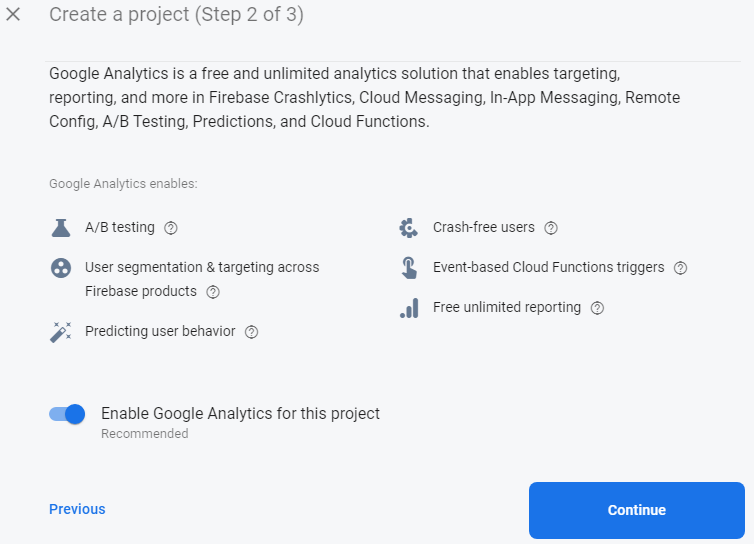 Create a project (Step 2 of 3)
Google Analytics is a free and unlimited analytics solution that enables targeting,
reporting, and more in Firebase Crashlytics, Cloud Messaging, In-App Messaging, Remote
Config, A/B Testing, Predictions, and Cloud Functions.
Google Analytics enables:
A/B testing
User segmentation & targeting across
Firebase products
Predicting user behavior
Crash-free users
Event-based Cloud Functions triggers
Free unlimited reporting
Enable Google Analytics for this project
Recommended
Previous
Continue